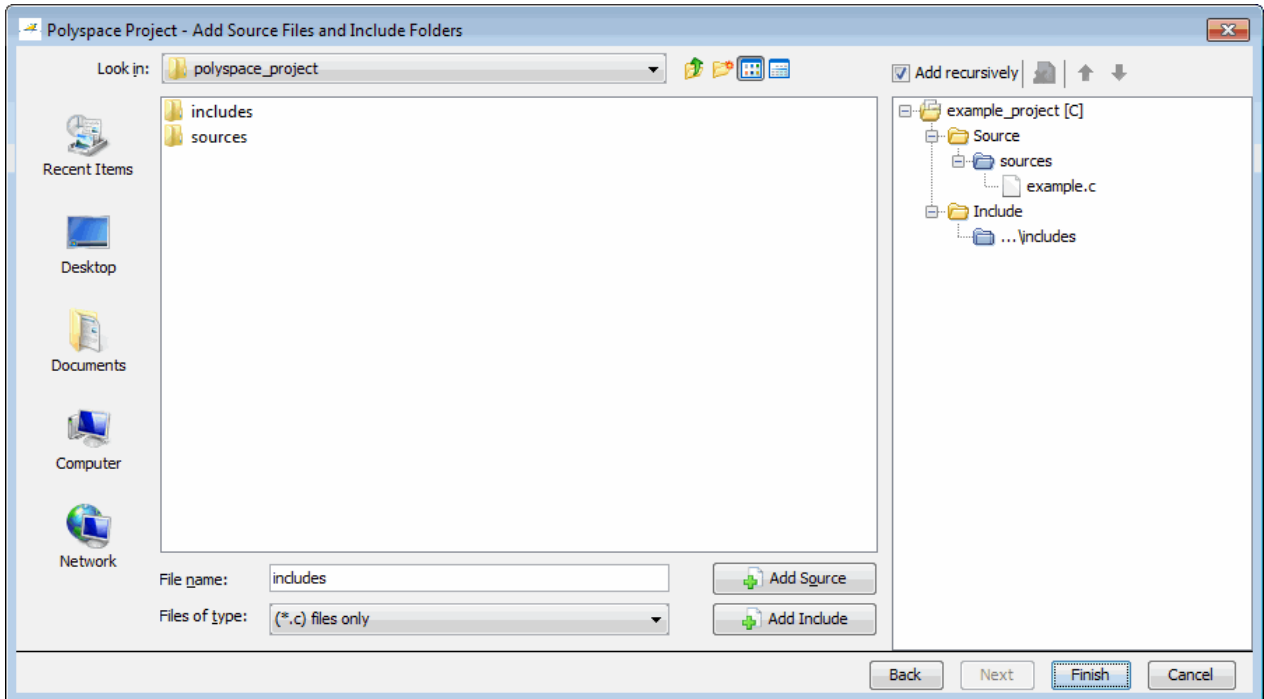 Polyspace Project - Add Source Files and Include Folders
Look in:
polyspace_project
Add recursively
includes
sources
Recent Items
Desktop
Documents
Computer
Network
example_project [C]
Source
sources
example.c
Include
...\includes
File name:
includes
Add Source
Files of type:
(*.c) files only
Add Include
Back
Next
Finish
Cancel